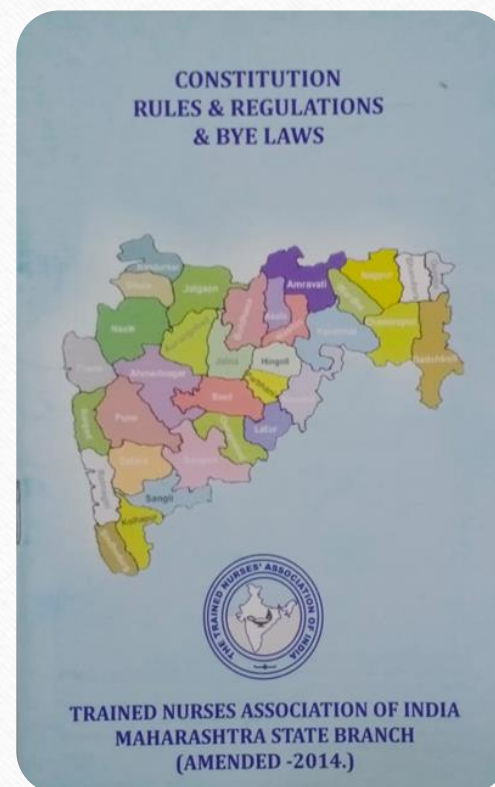 CONSTITUTION
RULES & REGULATIONS
& BYE LAWS
Jalgaon
Amravati
Nagpur
Nasik
Jalna
Hingoli
Ahmednagar
Beed
Pune
Latur
Satara
Sangli
Kolhapur
THE TRAINED NURSES' ASSOCIATION OF INDIA
TRAINED NURSES ASSOCIATION OF INDIA
MAHARASHTRA STATE BRANCH
(AMENDED -2014.)